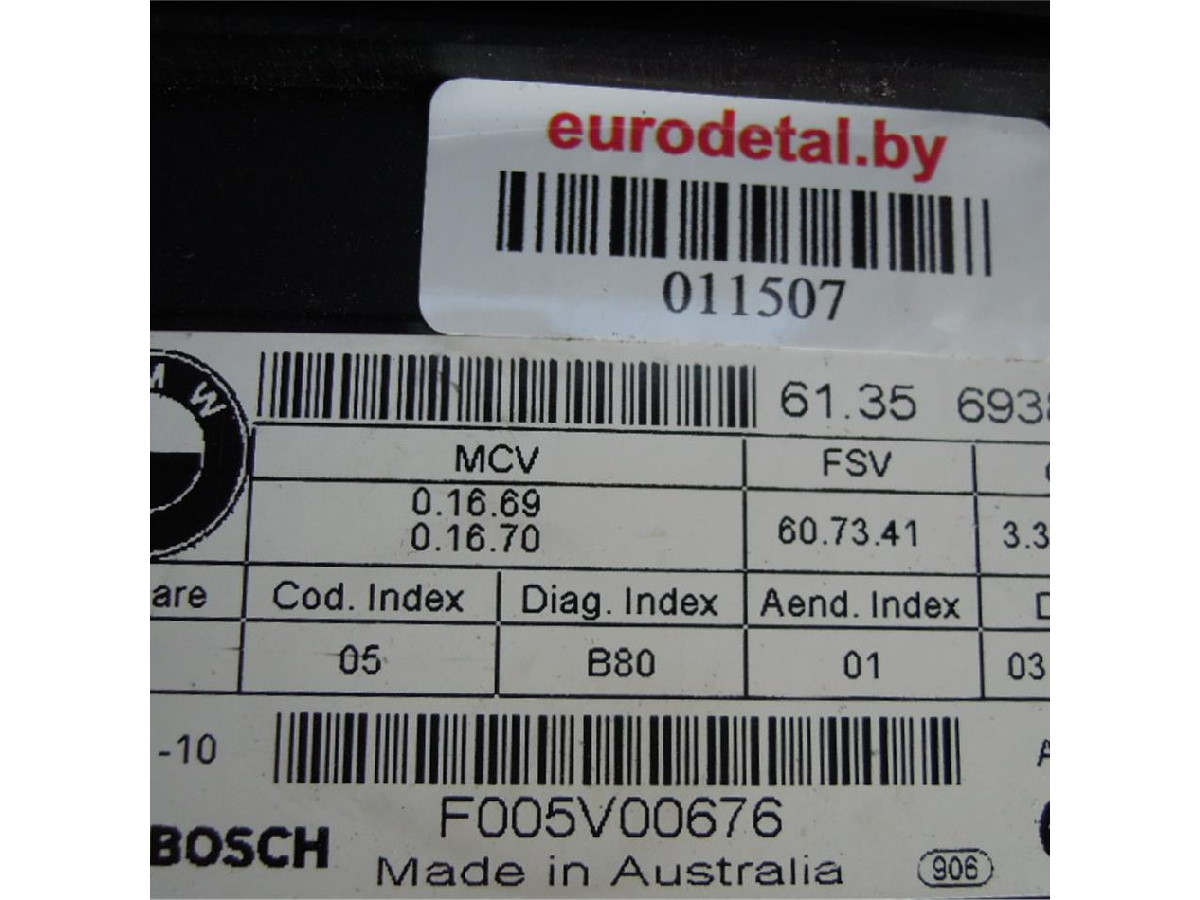 eurodetal.by
011507
MW
61.35 693
MCV FSV
0.16.69
0.16.70
60.73.41 3.3
are Cod. Index Diag. Index Aend. Index
05 B80 01 03
-10
F005V00676
BOSCH
Made in Australia 906